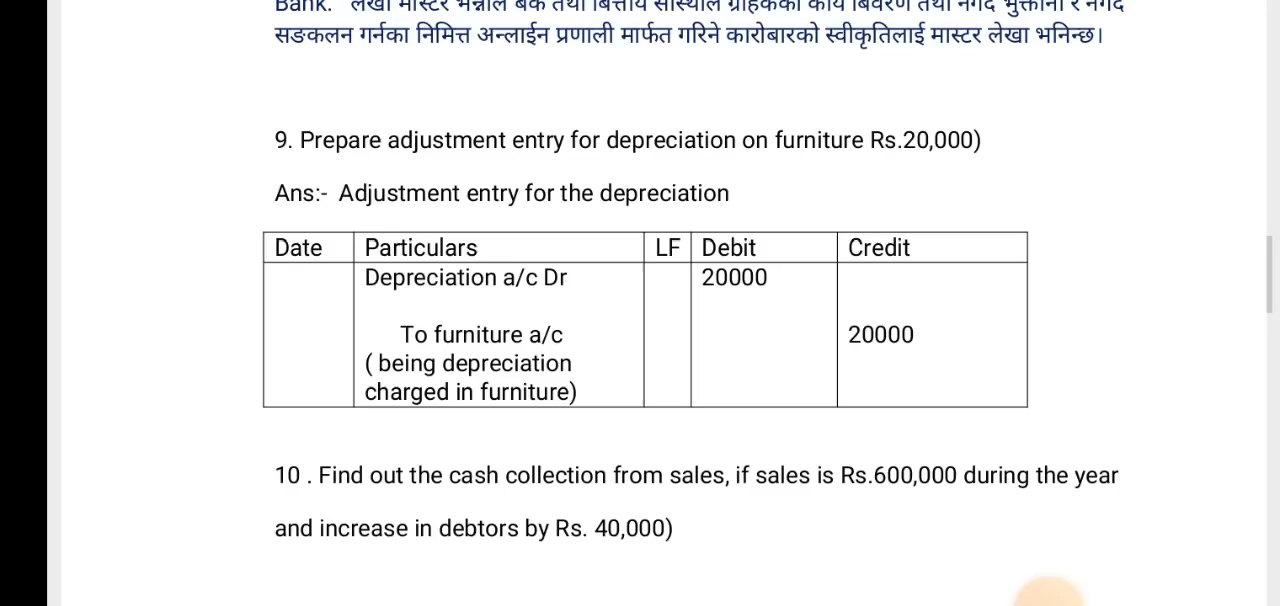 Bank. लेखा मास्टर भन्नाले
सङकलन गर्नका निमित्त अन्लाईन प्रणाली मार्फत गरिने कारोबारको स्वीकृतिलाई मास्टर लेखा भनिन्छ।
9. Prepare adjustment entry for depreciation on furniture Rs.20,000)
Ans:- Adjustment entry for the depreciation
Date Particulars LF Debit Credit
Depreciation a/c Dr 20000
To furniture a/c 20000
( being depreciation
charged in furniture)
10 . Find out the cash collection from sales, if sales is Rs.600,000 during the year
and increase in debtors by Rs. 40,000)